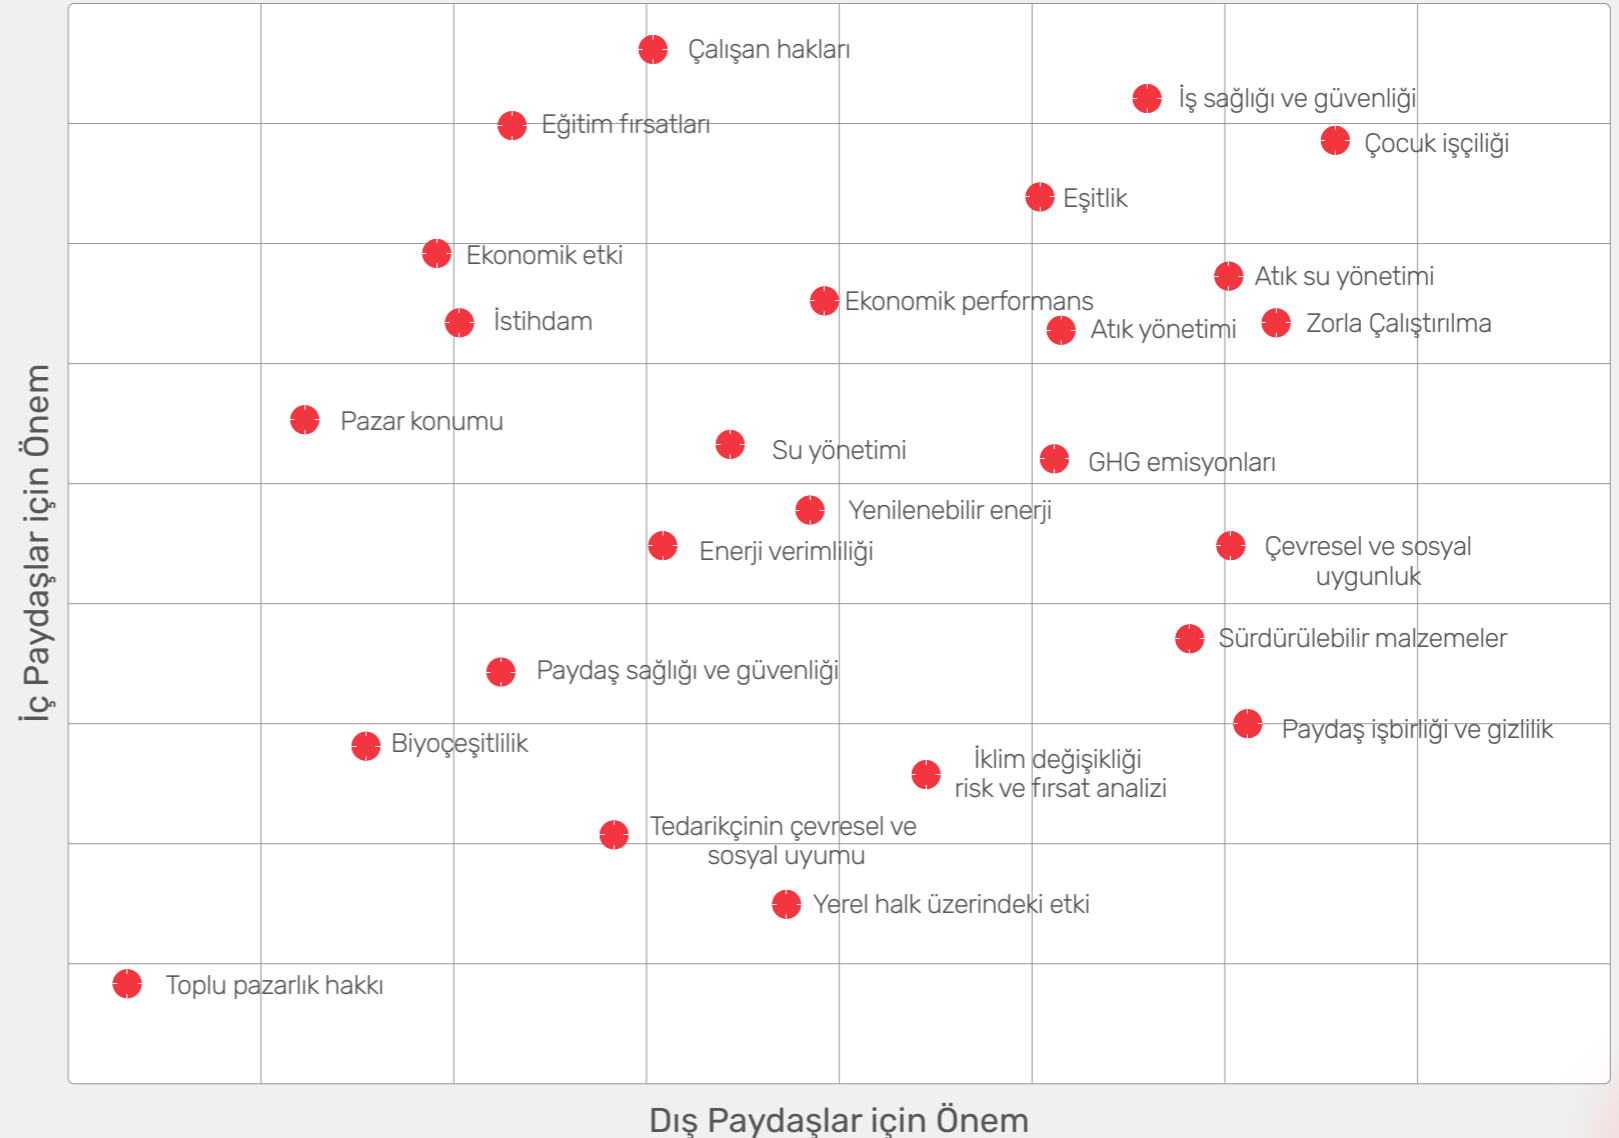 Çalışan hakları
İş sağlığı ve güvenliği
Eğitim fırsatları
Çocuk işçiliği
Eşitlik
Ekonomik etki
Atık su yönetimi
Ekonomik performans
İstihdam
Atık yönetimi
Zorla Çalıştırılma
Pazar konumu
Su yönetimi
GHG emisyonları
Yenilenebilir enerji
Enerji verimliliği
Çevresel ve sosyal
uygunluk
Sürdürülebilir malzemeler
Paydaş sağlığı ve güvenliği
Paydaş işbirliği ve gizlilik
Biyoçeşitlilik
İklim değişikliği
risk ve fırsat analizi
Tedarikçinin çevresel ve
sosyal uyumu
Yerel halk üzerindeki etki
Toplu pazarlık hakkı
İç Paydaşlar için Önem
Dış Paydaşlar için Önem